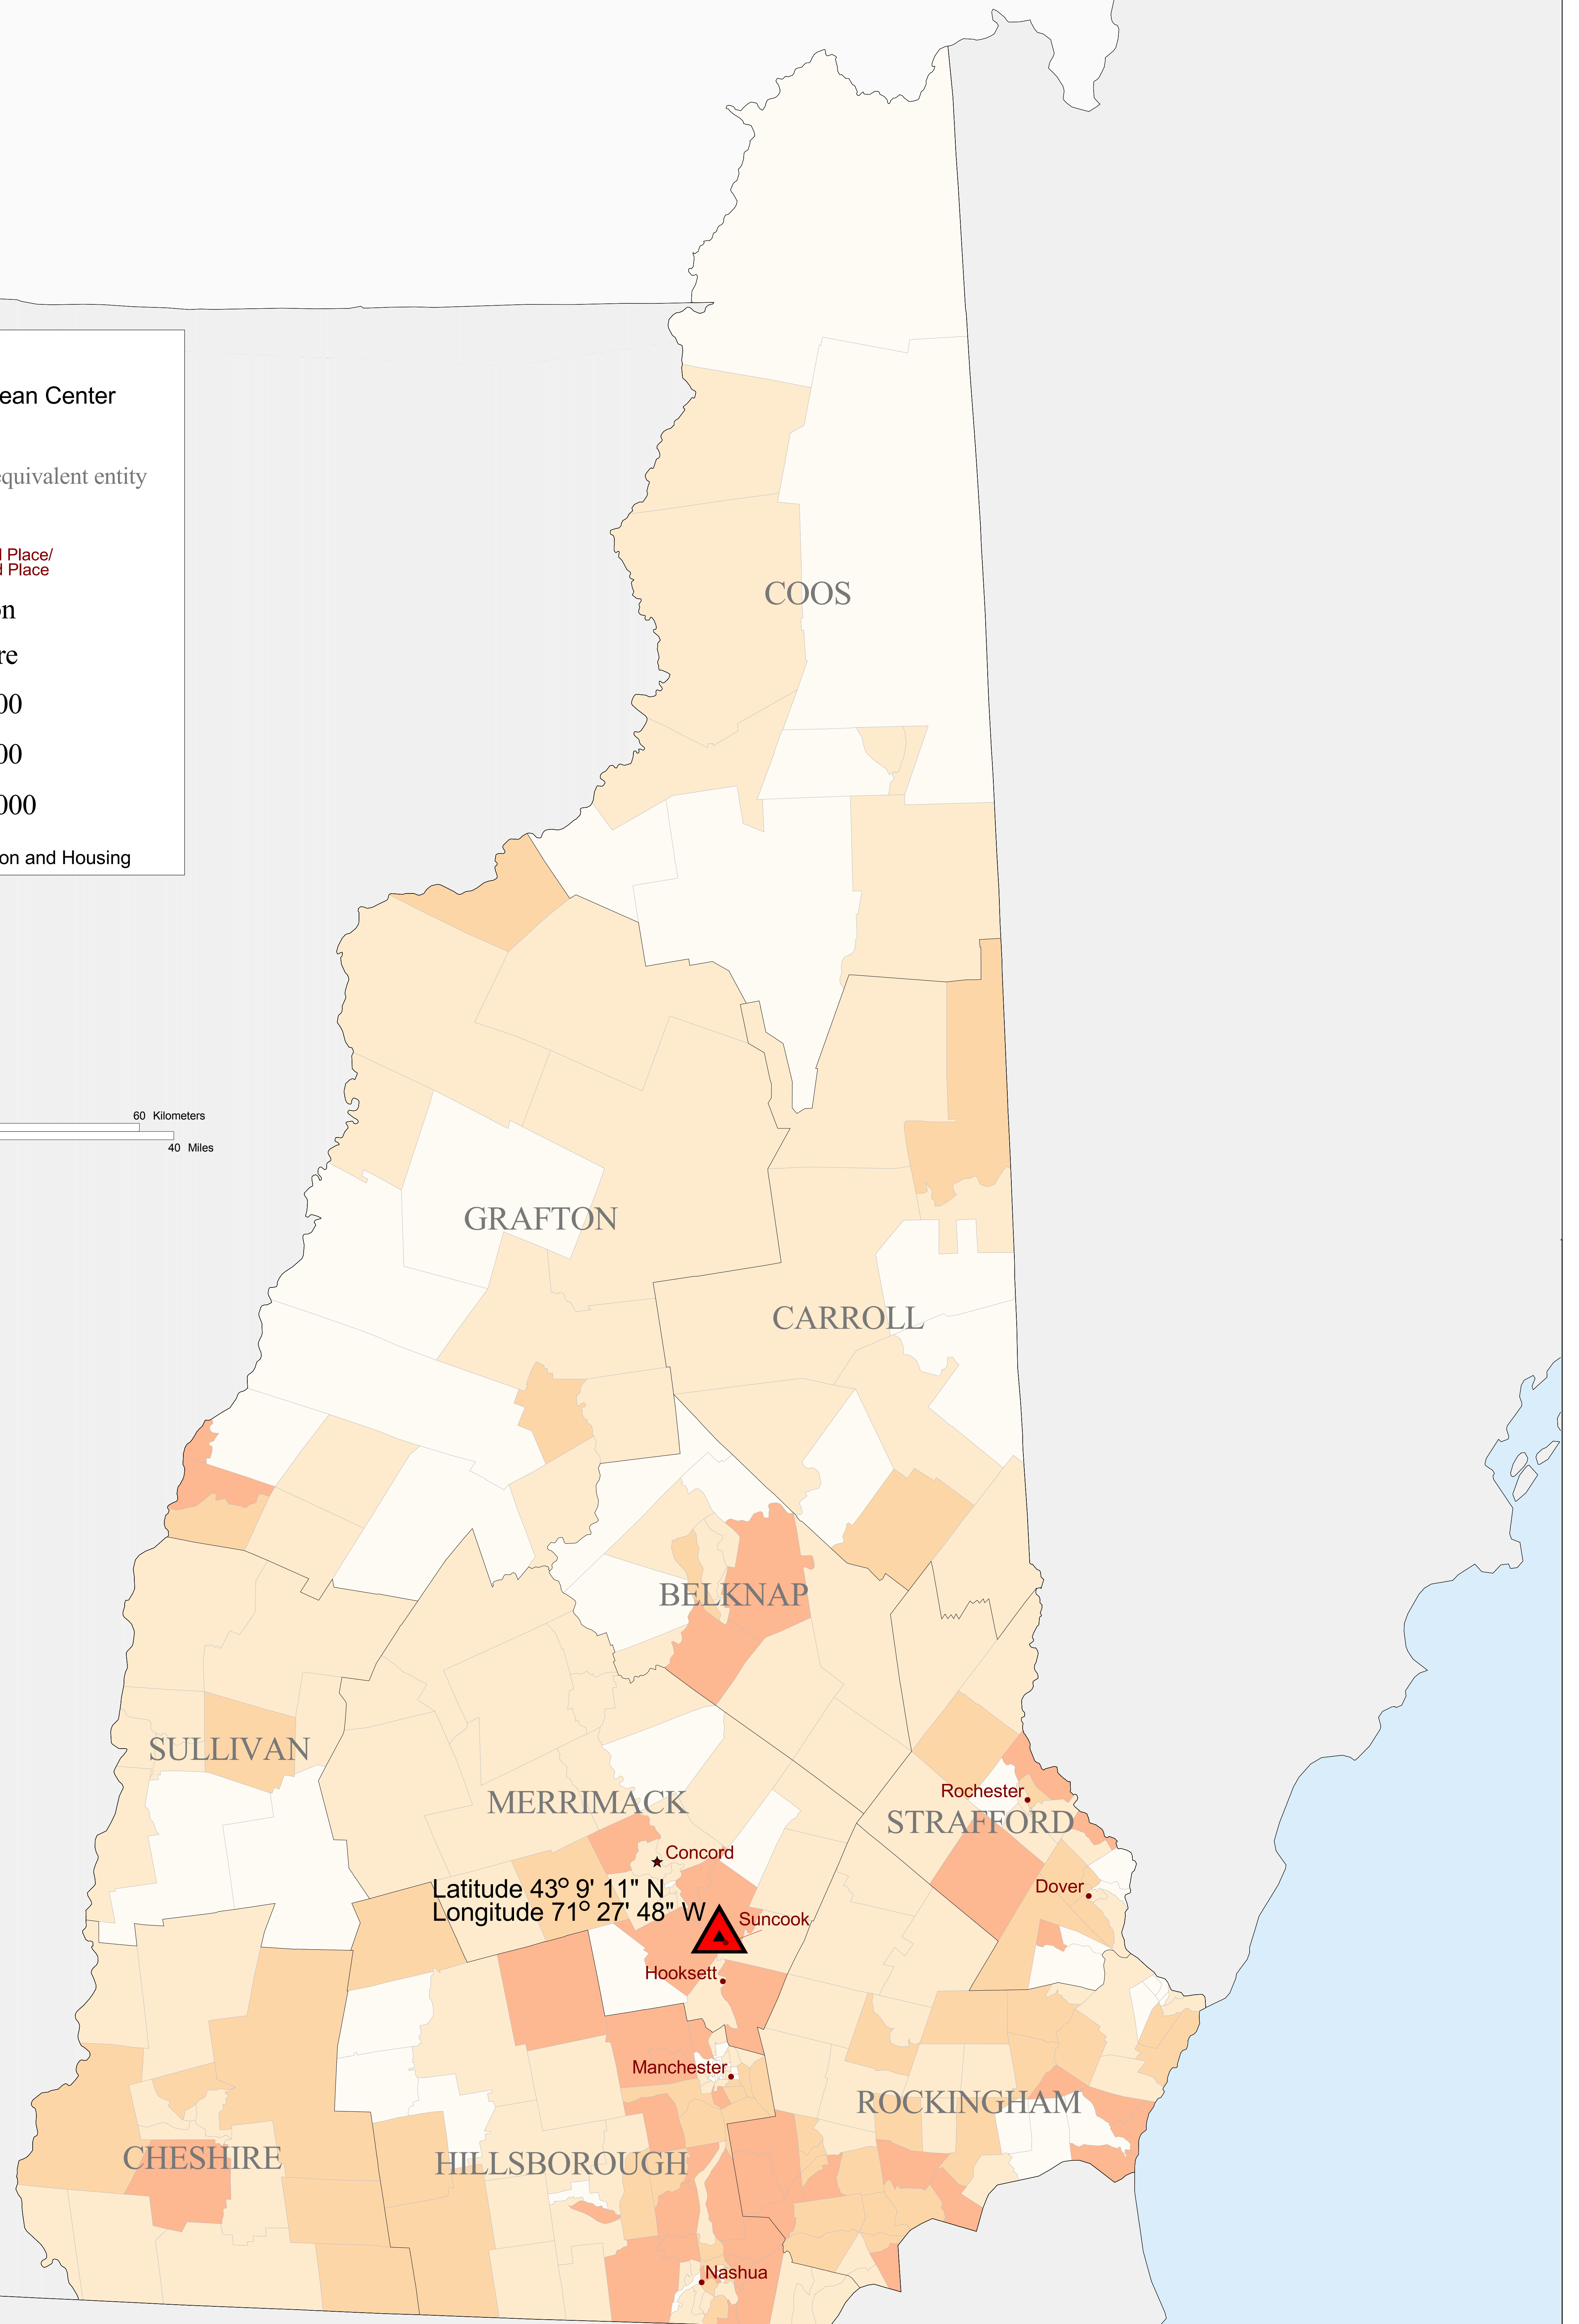 ean Center
equivalent entity
l Place/
d Place
on
re
00
00
000
on and Housing
60 Kilometers
40 Miles
COOS
GRAFTON
CARROLL
BELKNAP
SULLIVAN
MERRIMACK
Rochester
STRAFFORD
Concord
Dover
Latitude 43° 9' 11" N
Longitude 71° 27' 48" W
Suncook
Hooksett
Manchester
ROCKINGHAM
CHESHIRE
HILLSBOROUGH
Nashua